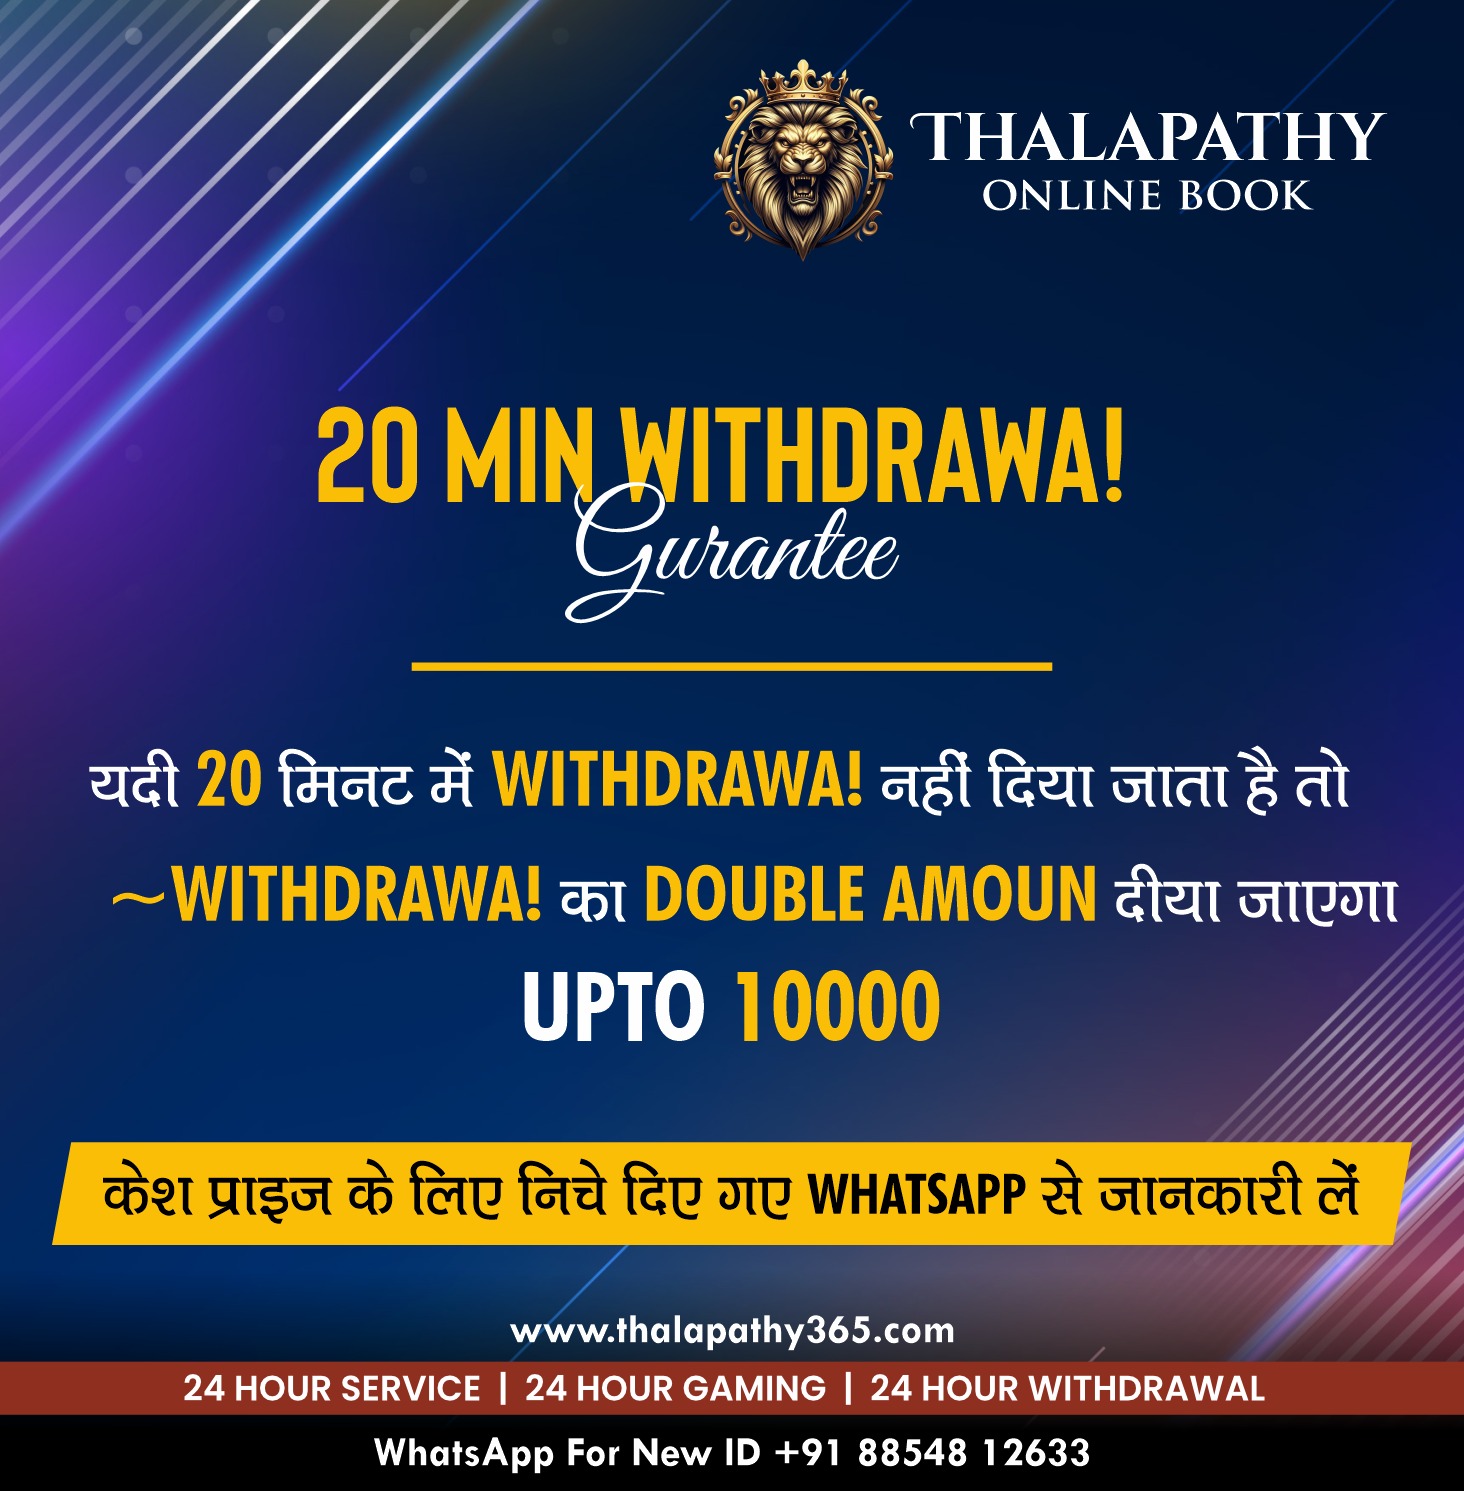 THALAPATHY
ONLINE BOOK
20 MIN WITHDRAWA!
Gurantee
यदी 20 मिनट में WITHDRAWA! नहीं दिया जाता है तो
~WITHDRAWA! का DOUBLE AMOUN दीया जाएगा
UPTO 10000
केश प्राइज के लिए निचे दिए गए WHATSAPP से जानकारी लें
www.thalapathy365.com
24 HOUR SERVICE | 24 HOUR GAMING | 24 HOUR WITHDRAWAL
WhatsApp For New ID +91 88548 12633